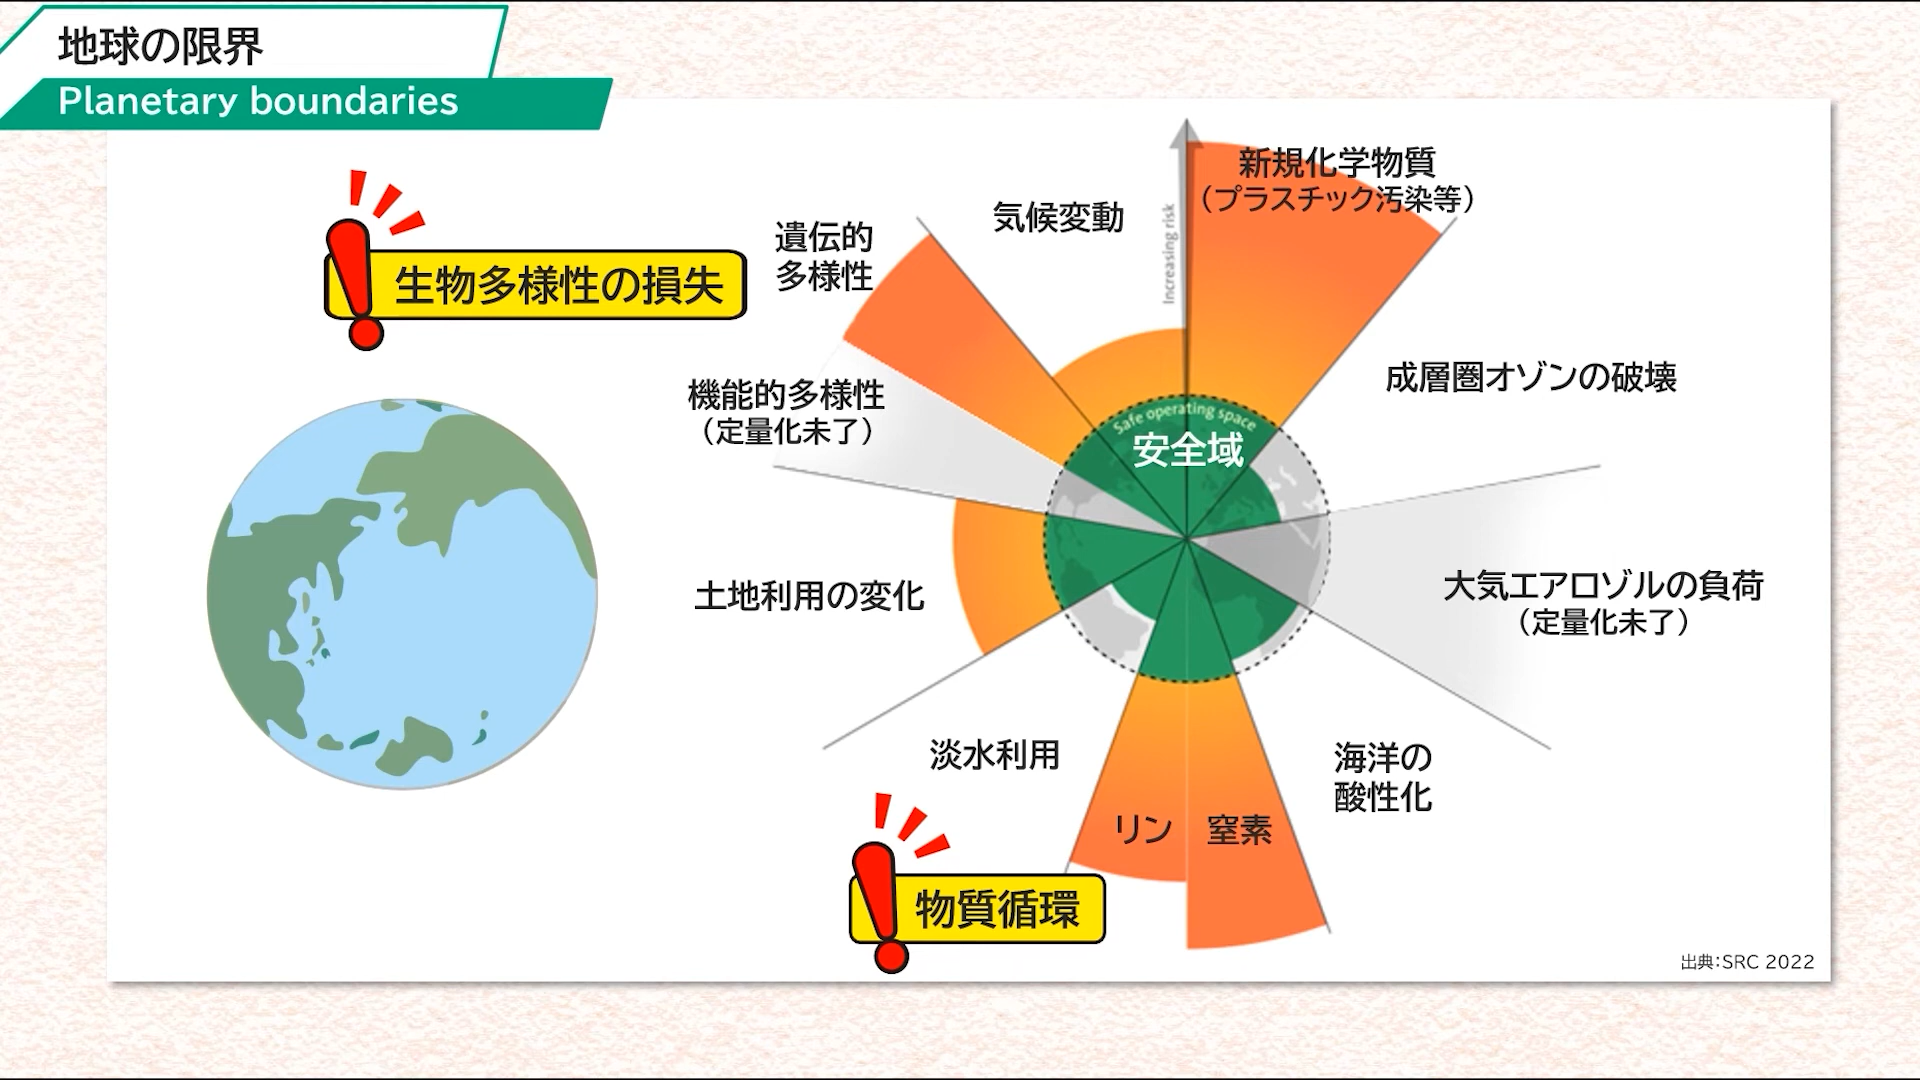 地球の限界
Planetary boundaries
新規化学物質
（プラスチック汚染等）
気候変動
Increasing risk
遺伝的
多様性
生物多様性の損失
成層圏オゾンの破壊
機能的多様性
（定量化未了）
Safe operating space
安全域
大気エアロゾルの負荷
（定量化未了）
土地利用の変化
淡水利用
海洋の
酸性化
リン
窒素
物質循環
出典：SRC 2022